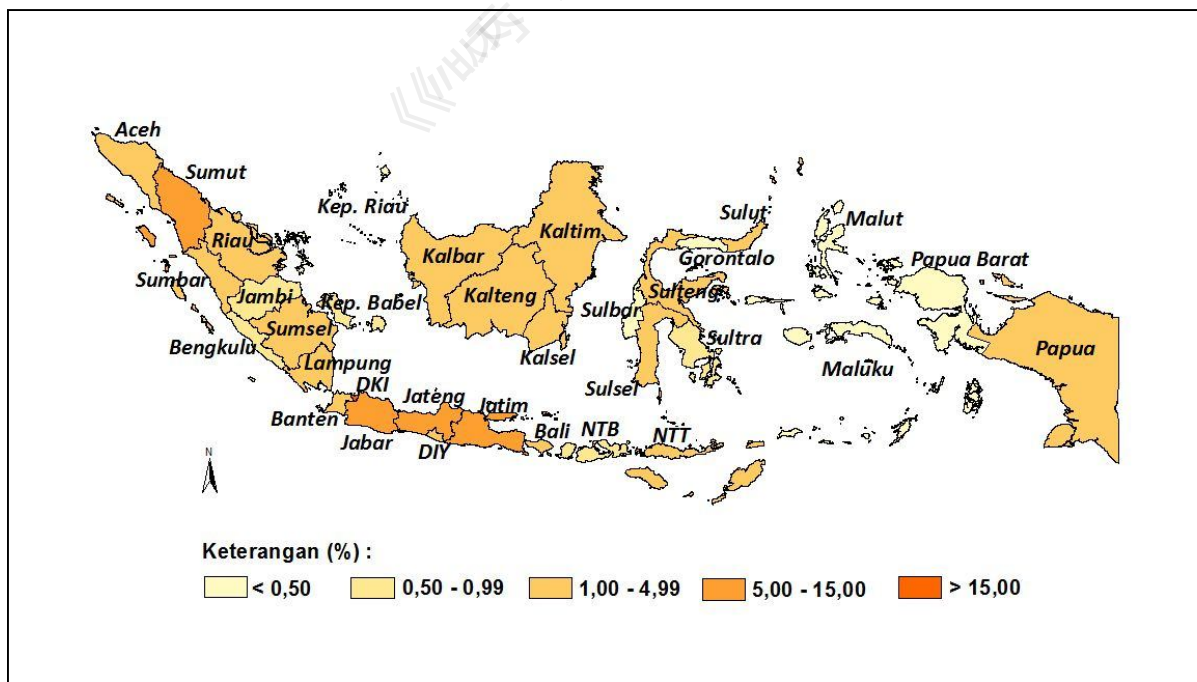 Aceh
Sumut
Kep. Riau
Riau
Sumbar
Jambi
Kep. Babel
Sumsel
Bengkulu
Lampung
DKI
Banten
Jabar
Jateng
DIY
Jatim
Bali
NTB
NTT
Kalbar
Kaltim
Kalteng
Kalsel
Sulut
Gorontalo
Sulteng
Sulbar
Sultra
Sulsel
Malut
Maluku
Papua Barat
Papua
N
Keterangan (%) :
< 0,50 0,50 - 0,99 1,00 - 4,99 5,00 - 15,00 > 15,00